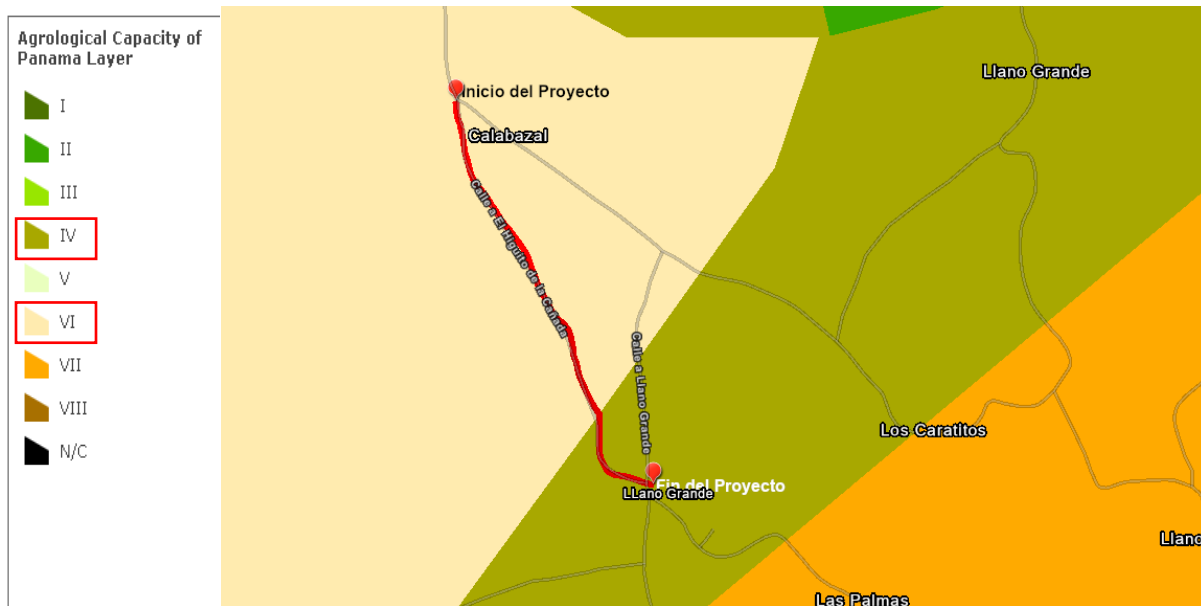 Agrological Capacity of
Panama Layer
I
II
III
IV
V
VI
VII
VIII
N/C
Llano Grande
Inicio del Proyecto
Calabazal
Calle a El Higuito de la Cañada
Calle a Llano Grande
Los Caratitos
Fin del Proyecto
LLano Grande
Llano
Las Palmas